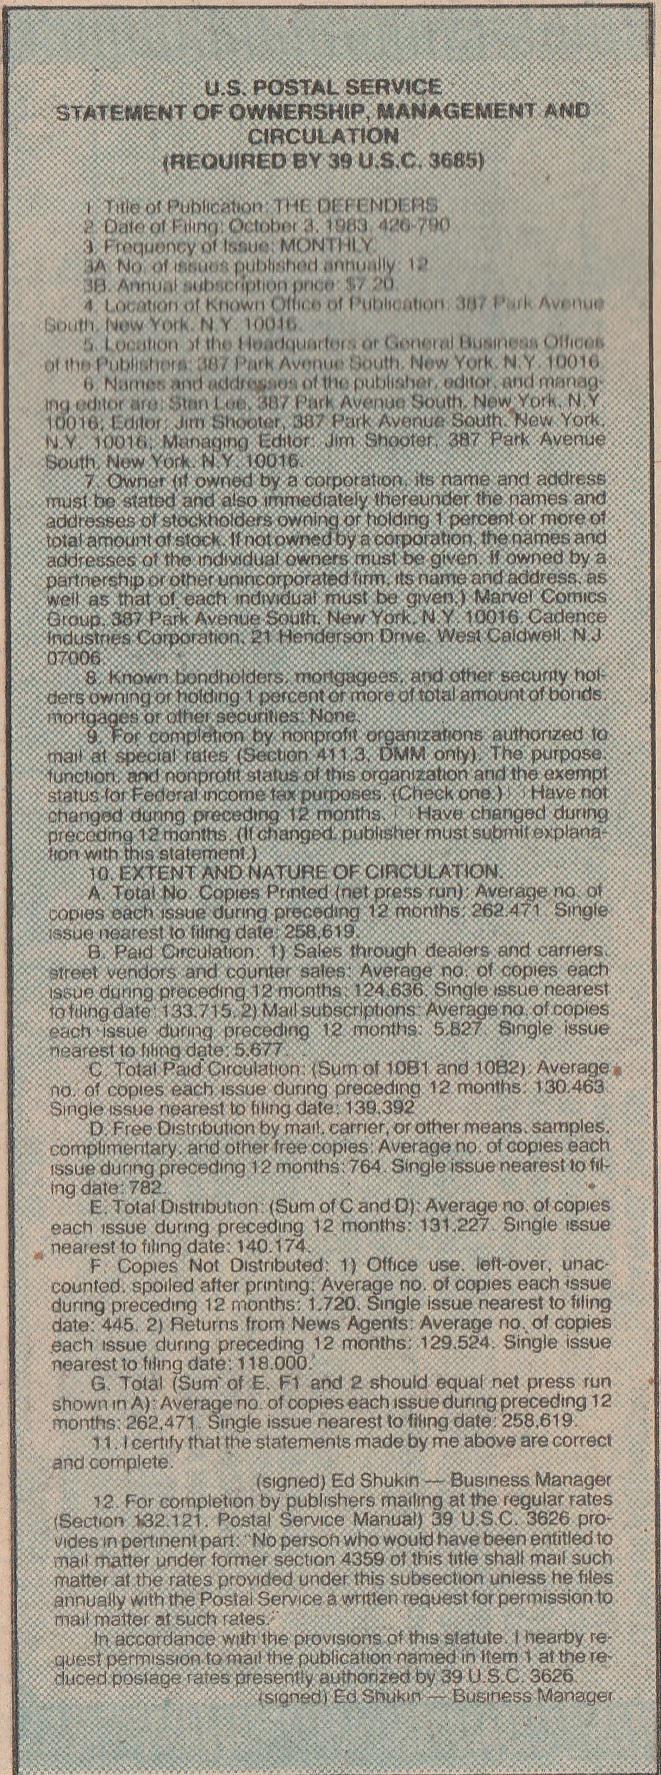 U.S. POSTAL SERVICE
STATEMENT OF OWNERSHIP, MANAGEMENT AND
CIRCULATION
(REQUIRED BY 39 U.S.C. 3685)
1. Title of Publication: THE DEFENDERS
2. Date of Filing: October 3, 1983. 426-790
3. Frequency of Issue: MONTHLY.
3A. No. of issues published annually: 12
3B. Annual subscription price: $7.20.
4. Location of Known Office of Publication: 387 Park Avenue
South, New York, N.Y. 10016.
5. Location of the Headquarters or General Business Offices
of the Publishers: 387 Park Avenue South, New York, N.Y. 10016
6. Names and addresses of the publisher, editor, and manag-
ing editor are: Stan Lee, 387 Park Avenue South, New York, N.Y.
10016; Editor: Jim Shooter, 387 Park Avenue South, New York,
N.Y. 10016; Managing Editor: Jim Shooter, 387 Park Avenue
South, New York, N.Y. 10016.
7. Owner (if owned by a corporation, its name and address
must be stated and also immediately thereunder the names and
addresses of stockholders owning or holding 1 percent or more of
total amount of stock. If not owned by a corporation, the names and
addresses of the individual owners must be given. If owned by a
partnership or other unincorporated firm, its name and address, as
well as that of each individual must be given.) Marvel Comics
Group, 387 Park Avenue South, New York, N.Y. 10016. Cadence
Industries Corporation, 21 Henderson Drive, West Caldwell, N.J.
07006
8. Known bondholders, mortgagees, and other security hol-
ders owning or holding 1 percent or more of total amount of bonds,
mortgages or other securities: None.
9. For completion by nonprofit organizations authorized to
mail at special rates (Section 411.3, DMM only). The purpose,
function, and nonprofit status of this organization and the exempt
status for Federal income tax purposes. (Check one.) ( ) Have not
changed during preceding 12 months. ( ) Have changed during
preceding 12 months. (If changed, publisher must submit explana-
tion with this statement.)
10. EXTENT AND NATURE OF CIRCULATION.
A. Total No. Copies Printed (net press run): Average no. of
copies each issue during preceding 12 months: 262,471. Single
issue nearest to filing date: 258,619.
B. Paid Circulation: 1) Sales through dealers and carriers,
street vendors and counter sales: Average no. of copies each
issue during preceding 12 months: 124,636. Single issue nearest
to filing date: 133,715. 2) Mail subscriptions: Average no. of copies
each issue during preceding 12 months: 5,827. Single issue
nearest to filing date: 5,677.
C. Total Paid Circulation: (Sum of 10B1 and 10B2): Average
no. of copies each issue during preceding 12 months: 130,463.
Single issue nearest to filing date: 139,392
D. Free Distribution by mail, carrier, or other means, samples,
complimentary, and other free copies: Average no. of copies each
issue during preceding 12 months: 764. Single issue nearest to fil-
ing date: 782.
E. Total Distribution: (Sum of C and D): Average no. of copies
each issue during preceding 12 months: 131,227. Single issue
nearest to filing date: 140,174.
F. Copies Not Distributed: 1) Office use, left-over, unac-
counted, spoiled after printing: Average no. of copies each issue
during preceding 12 months: 1,720. Single issue nearest to filing
date: 445. 2) Returns from News Agents: Average no. of copies
each issue during preceding 12 months: 129,524. Single issue
nearest to filing date: 118,000.
G. Total (Sum of E, F1 and 2 should equal net press run
shown in A): Average no. of copies each issue during preceding 12
months: 262,471. Single issue nearest to filing date: 258,619.
11. I certify that the statements made by me above are correct
and complete.
(signed) Ed Shukin — Business Manager
12. For completion by publishers mailing at the regular rates
(Section 132.121, Postal Service Manual) 39 U.S.C. 3626 pro-
vides in pertinent part: "No person who would have been entitled to
mail matter under former section 4359 of this title shall mail such
matter at the rates provided under this subsection unless he files
annually with the Postal Service a written request for permission to
mail matter at such rates."
In accordance with the provisions of this statute, I hearby re-
quest permission to mail the publication named in Item 1 at the re-
duced postage rates presently authorized by 39 U.S.C. 3626.
(signed) Ed Shukin — Business Manager